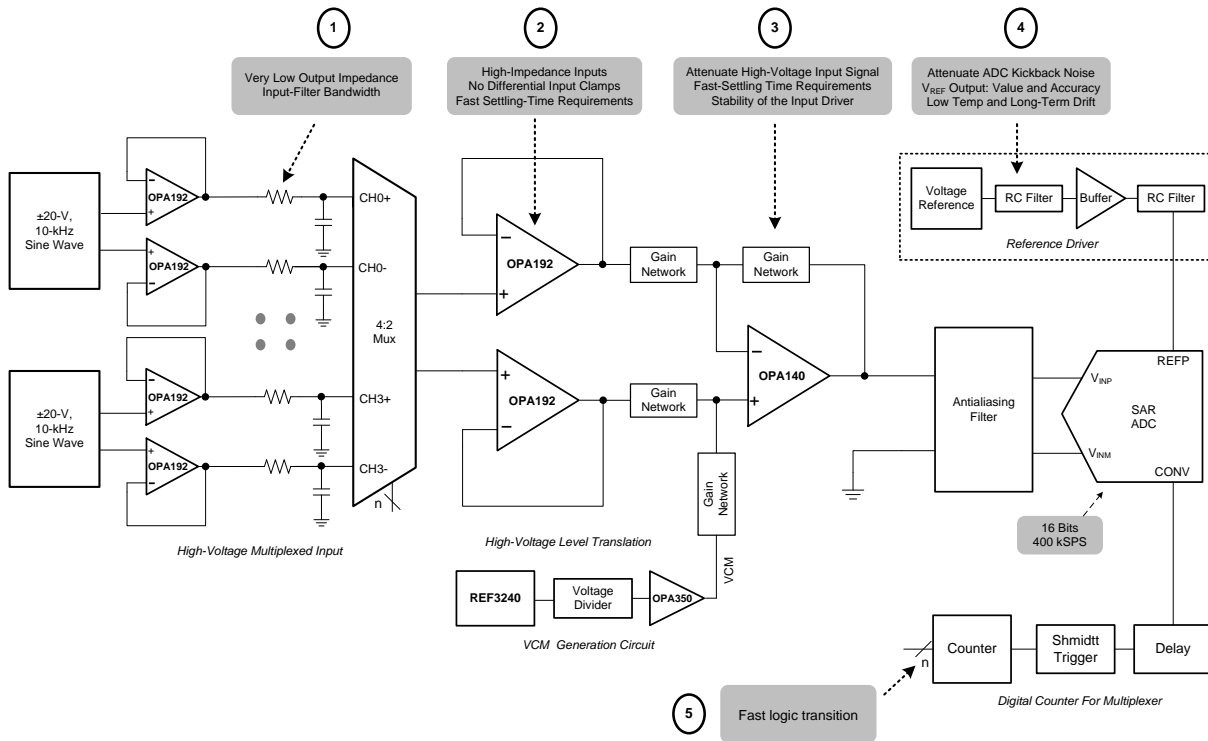 1
2
3
4
Very Low Output Impedance
Input-Filter Bandwidth
High-Impedance Inputs
No Differential Input Clamps
Fast Settling-Time Requirements
Attenuate High-Voltage Input Signal
Fast-Settling Time Requirements
Stability of the Input Driver
Attenuate ADC Kickback Noise
VREF Output: Value and Accuracy
Low Temp and Long-Term Drift
±20-V,
10-kHz
Sine Wave
−
OPA192
+
+
OPA192
−
CH0+
CH0-
4:2
Mux
±20-V,
10-kHz
Sine Wave
−
OPA192
+
+
OPA192
−
CH3+
CH3-
n
High-Voltage Multiplexed Input
−
OPA192
+
+
OPA192
−
High-Voltage Level Translation
Gain
Network
Gain
Network
Gain
Network
Gain
Network
−
OPA140
+
VCM
REF3240
Voltage
Divider
OPA350
VCM Generation Circuit
Voltage
Reference
RC Filter
Buffer
RC Filter
Reference Driver
Antialiasing
Filter
REFP
VINP
SAR
ADC
VINM
CONV
16 Bits
400 kSPS
n
Counter
Shmidtt
Trigger
Delay
Digital Counter For Multiplexer
5
Fast logic transition